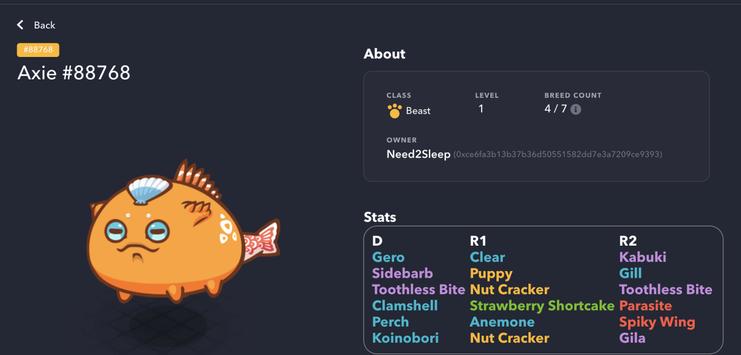 Back
#88768
Axie #88768
About
CLASS LEVEL BREED COUNT
Beast 1 4 / 7
OWNER
Need2Sleep (0xce6fa3b13b37b36d50551582dd7e3a7209ce9393)
Stats
D R1 R2
Gero Clear Kabuki
Sidebarb Puppy Gill
Toothless Bite Nut Cracker Toothless Bite
Clamshell Strawberry Shortcake Parasite
Perch Anemone Spiky Wing
Koinobori Nut Cracker Gila